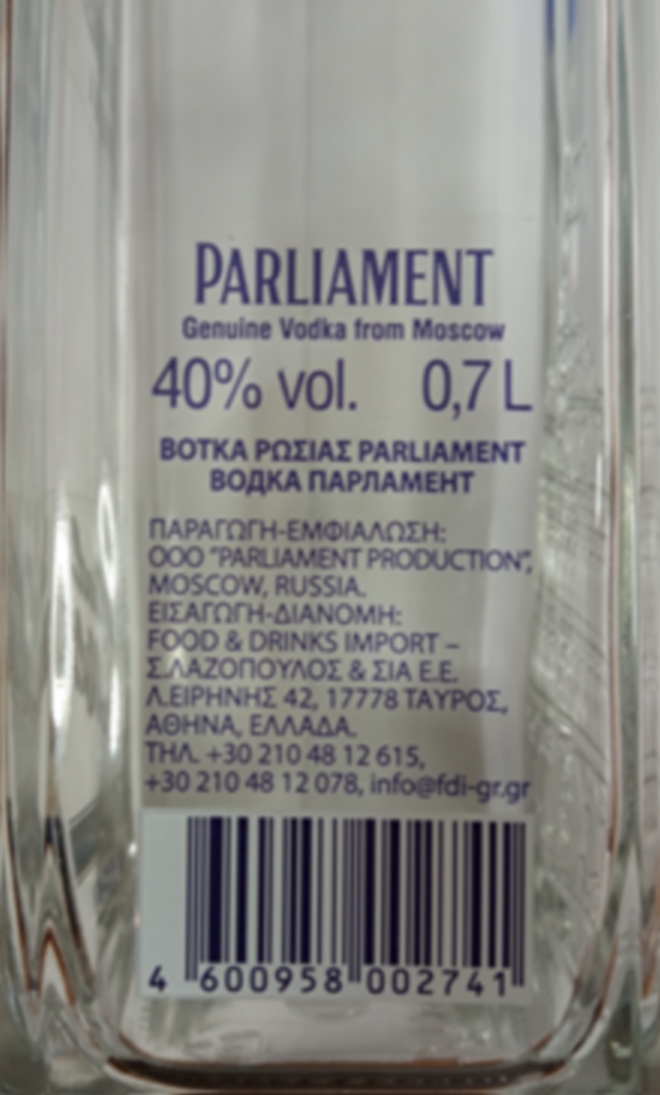 PARLIAMENT
Genuine Vodka from Moscow
40% vol. 0,7 L
ΒΟΤΚΑ ΡΩΣΙΑΣ PARLIAMENT
ВОДКА ПАРЛАМЕНТ
ΠΑΡΑΓΩΓΗ-ΕΜΦΙΑΛΩΣΗ:
OOO "PARLIAMENT PRODUCTION",
MOSCOW, RUSSIA.
ΕΙΣΑΓΩΓΗ-ΔΙΑΝΟΜΗ:
FOOD & DRINKS IMPORT –
Σ.ΛΑΖΟΠΟΥΛΟΣ & ΣΙΑ Ε.Ε.
Λ.ΕΙΡΗΝΗΣ 42, 17778 ΤΑΥΡΟΣ,
ΑΘΗΝΑ, ΕΛΛΑΔΑ.
ΤΗΛ. +30 210 48 12 615,
+30 210 48 12 078, info@fdi-gr.gr
4 600958 002741